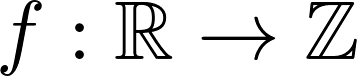 f : ℝ → ℤ